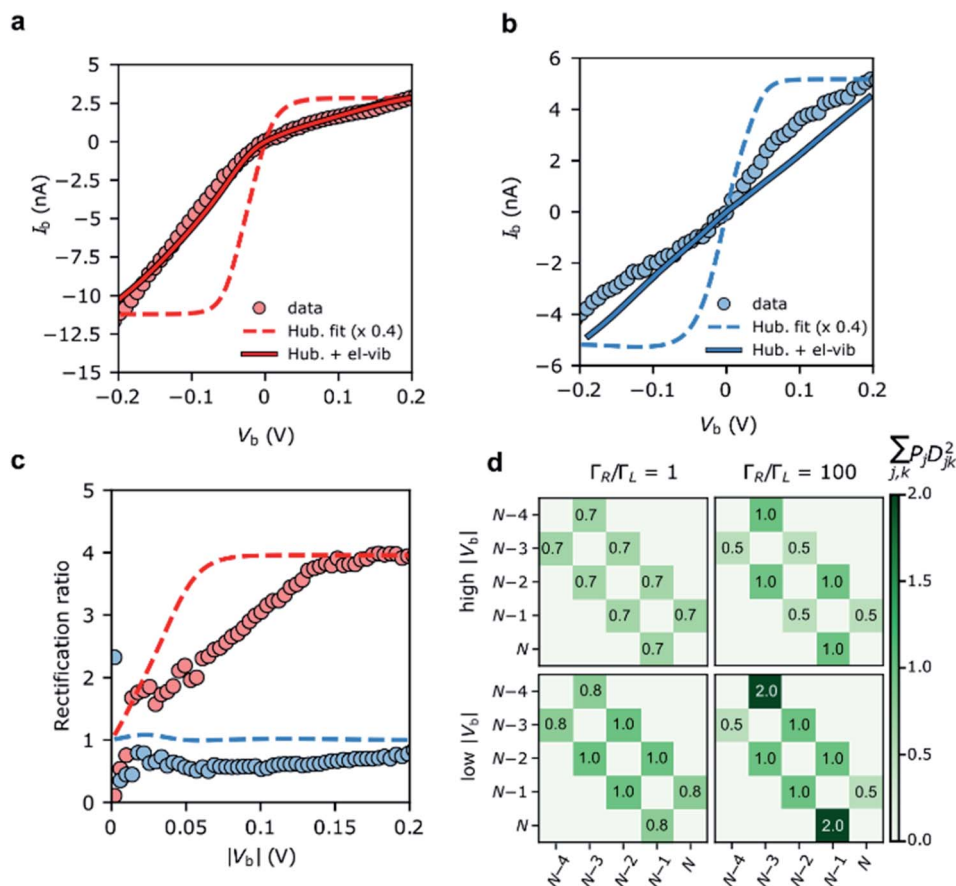 a
5
2.5
0
−2.5
−5
−7.5
−10
−12.5
−15
I_b (nA)
data
Hub. fit (x 0.4)
Hub. + el-vib
−0.2 −0.1 0 0.1 0.2
V_b (V)
b
6
4
2
0
−2
−4
−6
I_b (nA)
data
Hub. fit (x 0.4)
Hub. + el-vib
−0.2 −0.1 0 0.1 0.2
V_b (V)
c
5
4
3
2
1
0
Rectification ratio
0 0.05 0.1 0.15 0.2
|V_b| (V)
d
Γ_R/Γ_L = 1 Γ_R/Γ_L = 100
∑_{j,k} P_j D_{jk}^2
high |V_b|
N−4 0.7 1.0
N−3 0.7 0.7 0.5 0.5
N−2 0.7 0.7 1.0 1.0
N−1 0.7 0.7 0.5 0.5
N 0.7 1.0
low |V_b|
N−4 0.8 2.0
N−3 0.8 1.0 0.5 1.0
N−2 1.0 1.0 1.0 1.0
N−1 1.0 0.8 1.0 0.5
N 0.8 2.0
N−4 N−3 N−2 N−1 N N−4 N−3 N−2 N−1 N
2.0
1.5
1.0
0.5
0.0